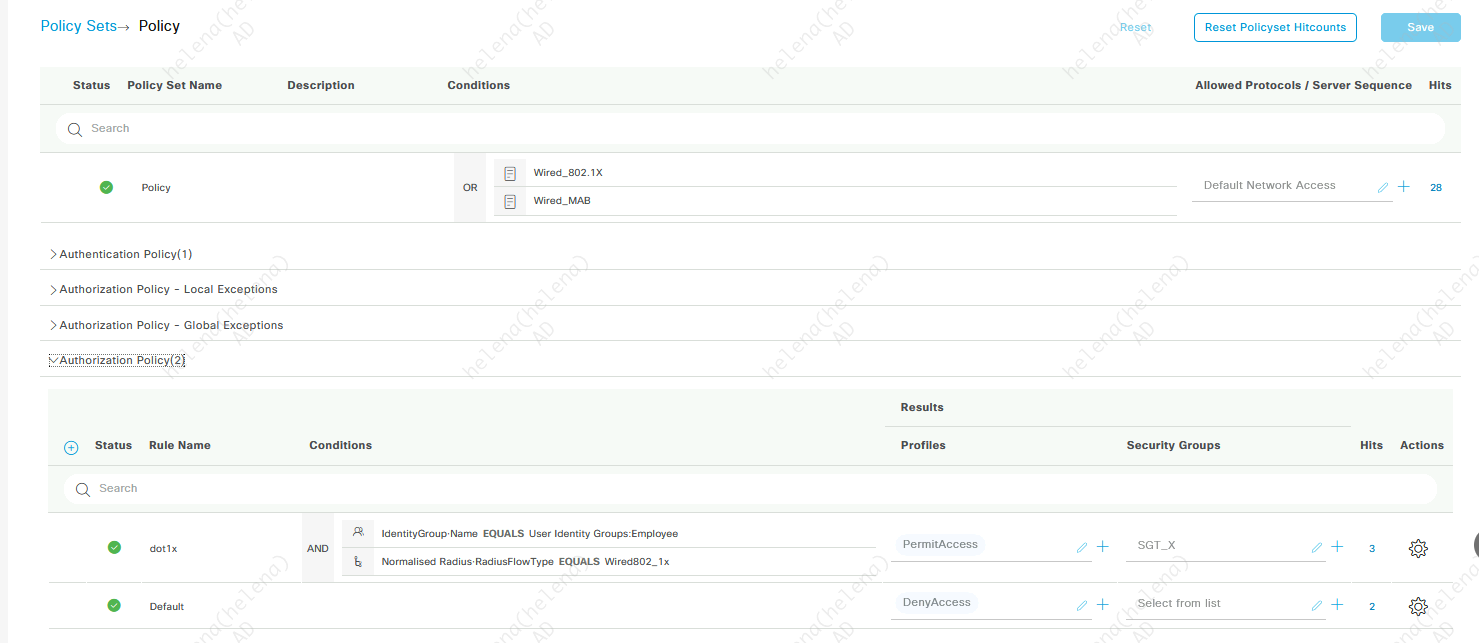 Policy Sets→ Policy Reset Reset Policyset Hitcounts Save
Status Policy Set Name Description Conditions Allowed Protocols / Server Sequence Hits
Search
Wired_802.1X
Policy OR Default Network Access 28
Wired_MAB
Authentication Policy(1)
Authorization Policy - Local Exceptions
Authorization Policy - Global Exceptions
Authorization Policy(2)
Results
Status Rule Name Conditions Profiles Security Groups Hits Actions
Search
IdentityGroup·Name EQUALS User Identity Groups:Employee
dot1x AND PermitAccess SGT_X 3
Normalised Radius·RadiusFlowType EQUALS Wired802_1x
Default DenyAccess Select from list 2
helena(helena)
AD